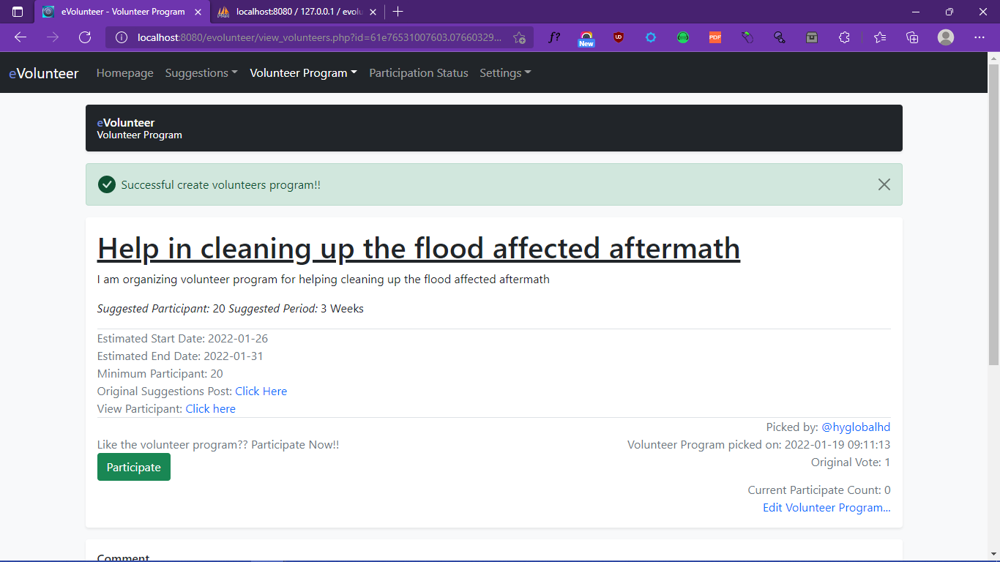 eVolunteer - Volunteer Program
localhost:8080 / 127.0.0.1 / evolu
localhost:8080/evolunteer/view_volunteers.php?id=61e76531007603.07660329...
f?
New
UD
PDF
eVolunteer Homepage Suggestions Volunteer Program Participation Status Settings
eVolunteer
Volunteer Program
Successful create volunteers program!!
Help in cleaning up the flood affected aftermath
I am organizing volunteer program for helping cleaning up the flood affected aftermath
Suggested Participant: 20 Suggested Period: 3 Weeks
Estimated Start Date: 2022-01-26
Estimated End Date: 2022-01-31
Minimum Participant: 20
Original Suggestions Post: Click Here
View Participant: Click here
Picked by: @hyglobalhd
Like the volunteer program?? Participate Now!!
Volunteer Program picked on: 2022-01-19 09:11:13
Participate
Original Vote: 1
Current Participate Count: 0
Edit Volunteer Program...
Comment